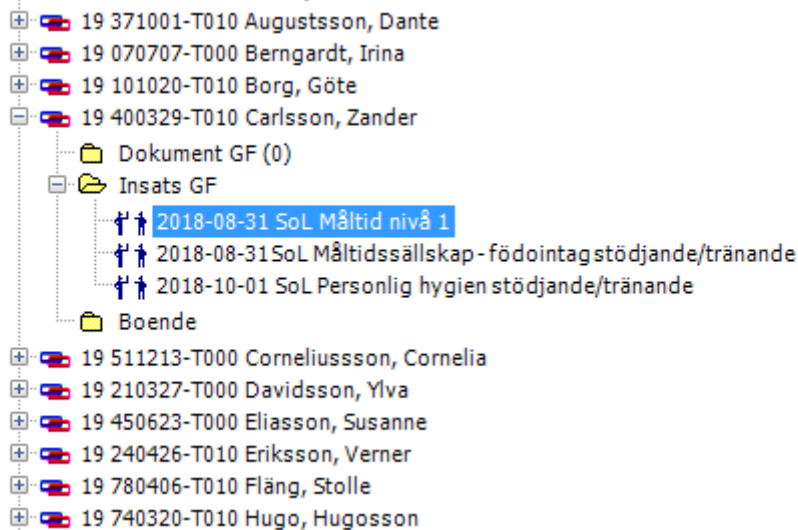 19 371001-T010 Augustsson, Dante
19 070707-T000 Berngardt, Irina
19 101020-T010 Borg, Göte
19 400329-T010 Carlsson, Zander
Dokument GF (0)
Insats GF
2018-08-31 SoL Måltid nivå 1
2018-08-31 SoL Måltidssällskap - födointag stödjande/tränande
2018-10-01 SoL Personlig hygien stödjande/tränande
Boende
19 511213-T000 Corneliussson, Cornelia
19 210327-T000 Davidsson, Ylva
19 450623-T000 Eliasson, Susanne
19 240426-T010 Eriksson, Verner
19 780406-T010 Fläng, Stolle
19 740320-T010 Hugo, Hugosson